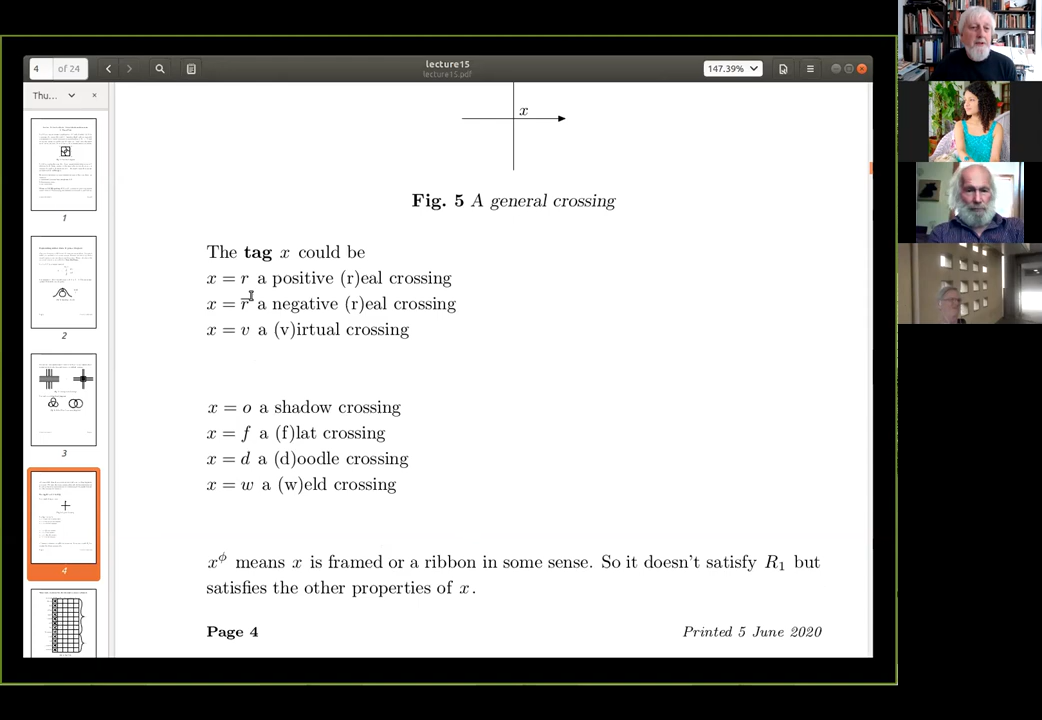 lecture15
4 of 24
lecture15.pdf
147.39%
Thu...
x
Fig. 5 A general crossing
The tag x could be
x = r a positive (r)eal crossing
x = r̄ a negative (r)eal crossing
x = v a (v)irtual crossing
x = o a shadow crossing
x = f a (f)lat crossing
x = d a (d)oodle crossing
x = w a (w)eld crossing
x^ϕ means x is framed or a ribbon in some sense. So it doesn't satisfy R₁ but
satisfies the other properties of x.
Page 4
Printed 5 June 2020
1
2
3
4